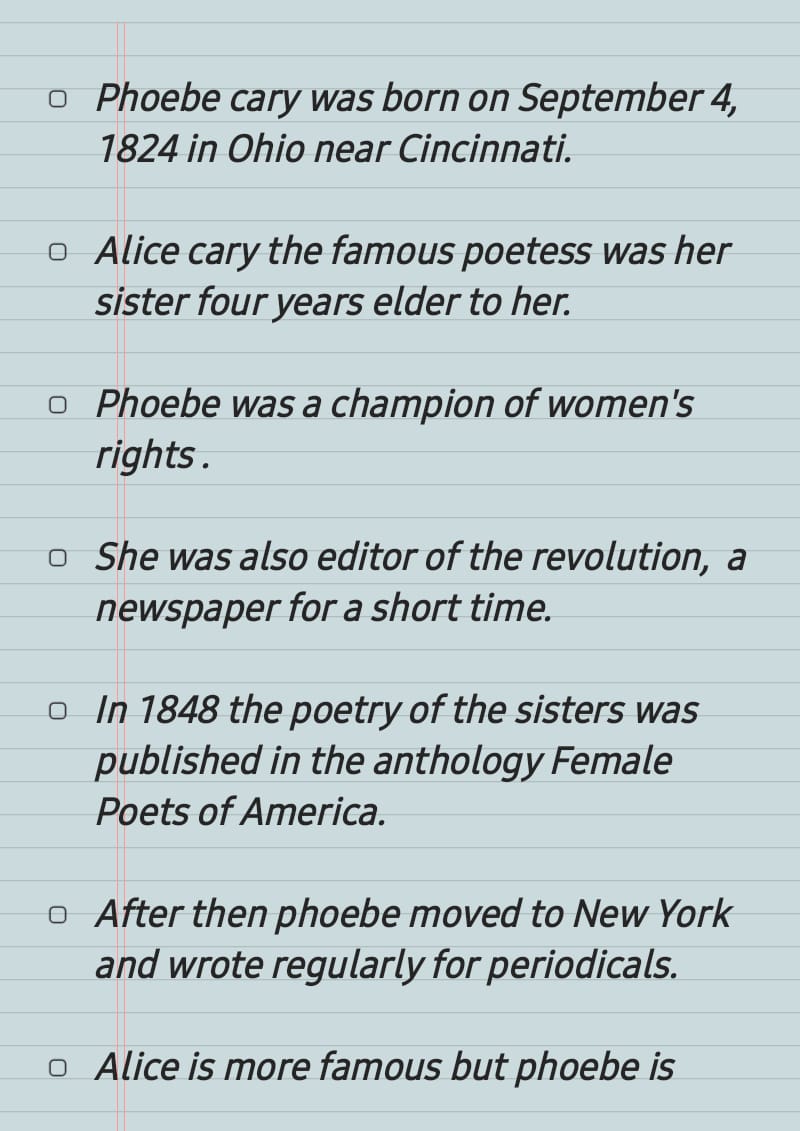 Phoebe cary was born on September 4,
1824 in Ohio near Cincinnati.
Alice cary the famous poetess was her
sister four years elder to her.
Phoebe was a champion of women's
rights .
She was also editor of the revolution,  a
newspaper for a short time.
In 1848 the poetry of the sisters was
published in the anthology Female
Poets of America.
After then phoebe moved to New York
and wrote regularly for periodicals.
Alice is more famous but phoebe is